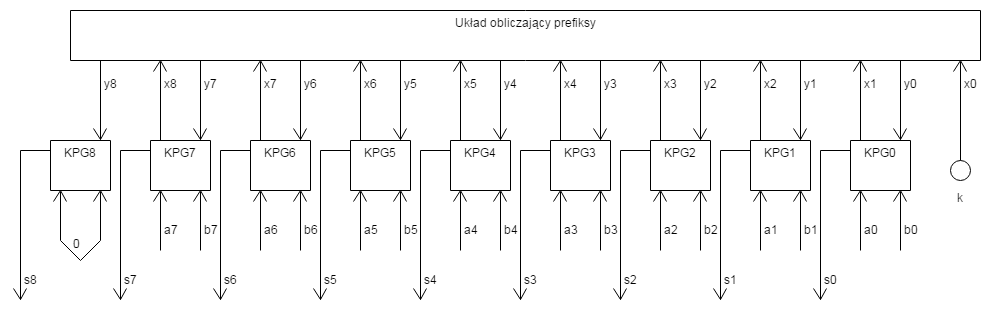 Układ obliczający prefiksy
y8 x8 y7 x7 y6 x6 y5 x5 y4 x4 y3 x3 y2 x2 y1 x1 y0 x0
KPG8 KPG7 KPG6 KPG5 KPG4 KPG3 KPG2 KPG1 KPG0
k
0 a7 b7 a6 b6 a5 b5 a4 b4 a3 b3 a2 b2 a1 b1 a0 b0
s8 s7 s6 s5 s4 s3 s2 s1 s0